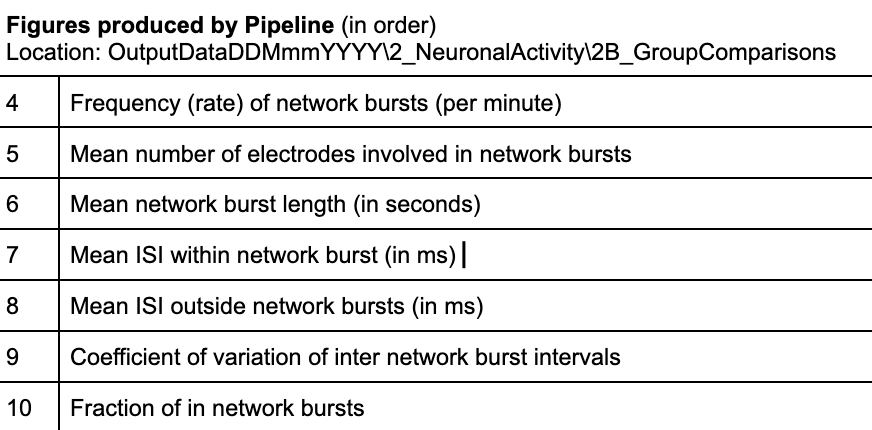 Figures produced by Pipeline (in order)
Location: OutputDataDDMmmYYYY\2_NeuronalActivity\2B_GroupComparisons
4 Frequency (rate) of network bursts (per minute)
5 Mean number of electrodes involved in network bursts
6 Mean network burst length (in seconds)
7 Mean ISI within network burst (in ms)
8 Mean ISI outside network bursts (in ms)
9 Coefficient of variation of inter network burst intervals
10 Fraction of in network bursts